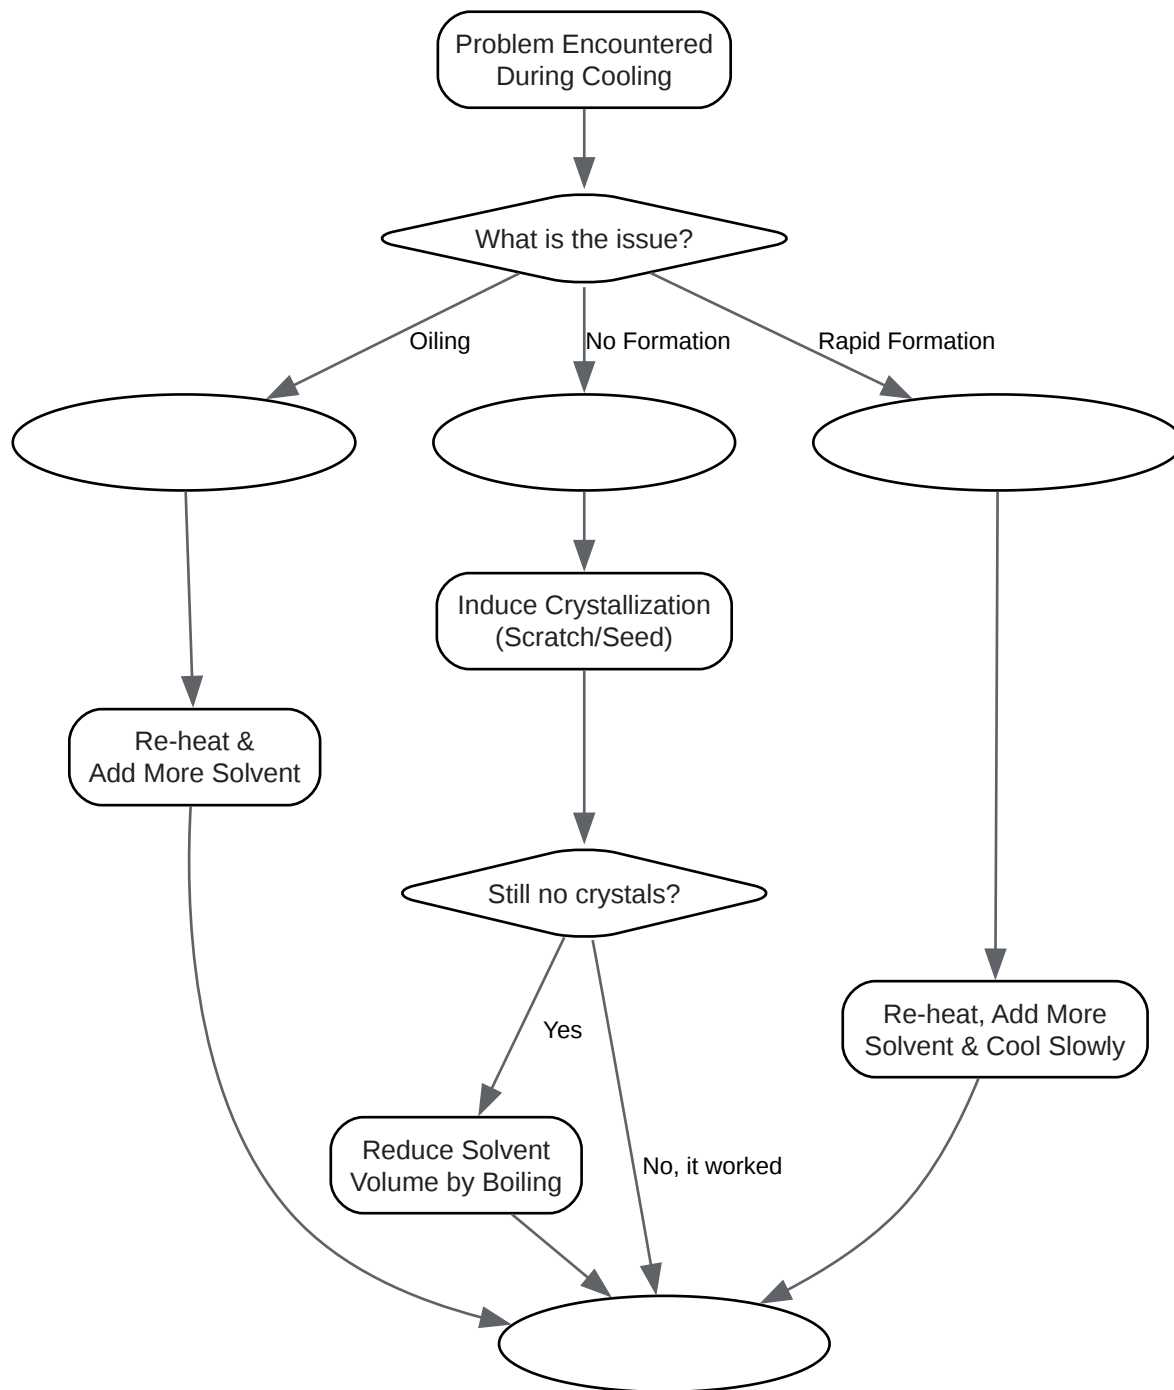 Problem Encountered
During Cooling
What is the issue?
Oiling
No Formation
Rapid Formation
Induce Crystallization
(Scratch/Seed)
Re-heat &
Add More Solvent
Still no crystals?
Re-heat, Add More
Solvent & Cool Slowly
Yes
Reduce Solvent
Volume by Boiling
No, it worked